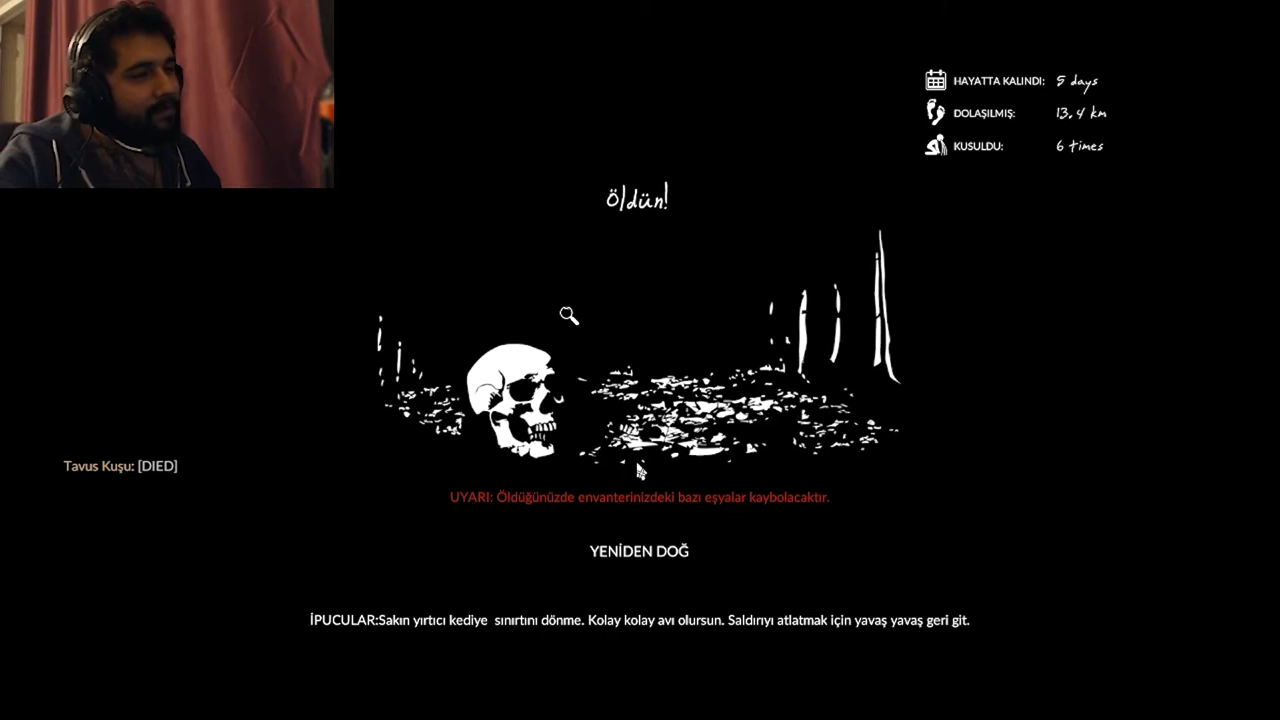 HAYATTA KALINDI: 5 days
DOLAŞILMIŞ: 13.4 km
KUSULDU: 6 times
Öldün!
Tavus Kuşu: [DIED]
UYARI: Öldüğünüzde envanterinizdeki bazı eşyalar kaybolacaktır.
YENİDEN DOĞ
İPUCULAR:Sakın yırtıcı kediye sınırtını dönme. Kolay kolay avı olursun. Saldırıyı atlatmak için yavaş yavaş geri git.